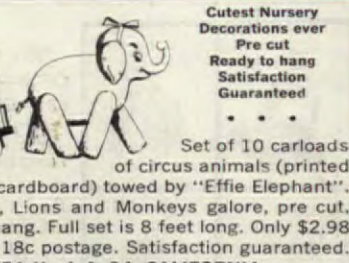 Cutest Nursery
Decorations ever
Pre cut
Ready to hang
Satisfaction
Guaranteed
• • •
Set of 10 carloads
of circus animals (printed
cardboard) towed by "Effie Elephant".
, Lions and Monkeys galore, pre cut,
ang. Full set is 8 feet long. Only $2.98
18c postage. Satisfaction guaranteed.